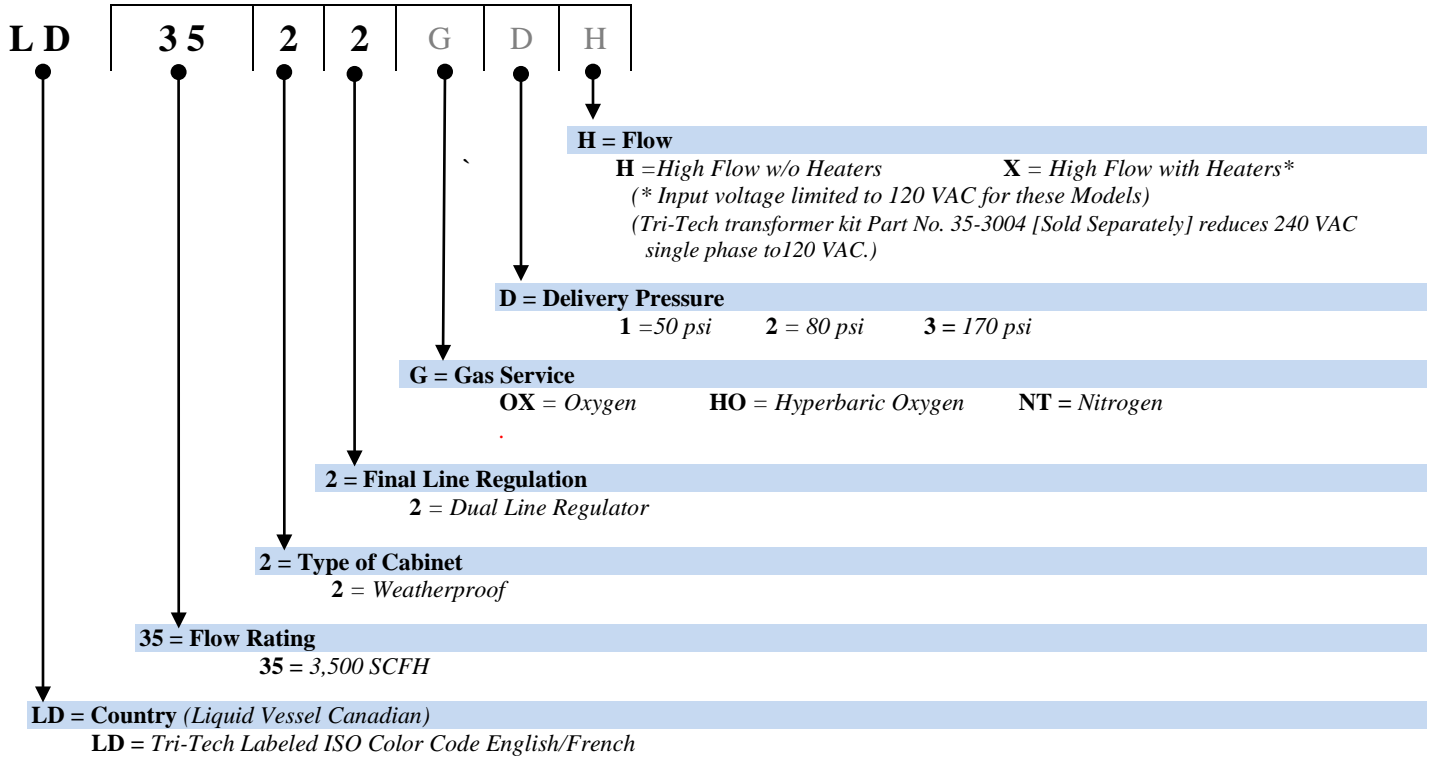 LD 35 2 2 G D H
H = Flow
H =High Flow w/o Heaters X = High Flow with Heaters*
(* Input voltage limited to 120 VAC for these Models)
(Tri-Tech transformer kit Part No. 35-3004 [Sold Separately] reduces 240 VAC
single phase to120 VAC.)
`
D = Delivery Pressure
1 =50 psi 2 = 80 psi 3 = 170 psi
G = Gas Service
OX = Oxygen HO = Hyperbaric Oxygen NT = Nitrogen
.
2 = Final Line Regulation
2 = Dual Line Regulator
2 = Type of Cabinet
2 = Weatherproof
35 = Flow Rating
35 = 3,500 SCFH
LD = Country (Liquid Vessel Canadian)
LD = Tri-Tech Labeled ISO Color Code English/French